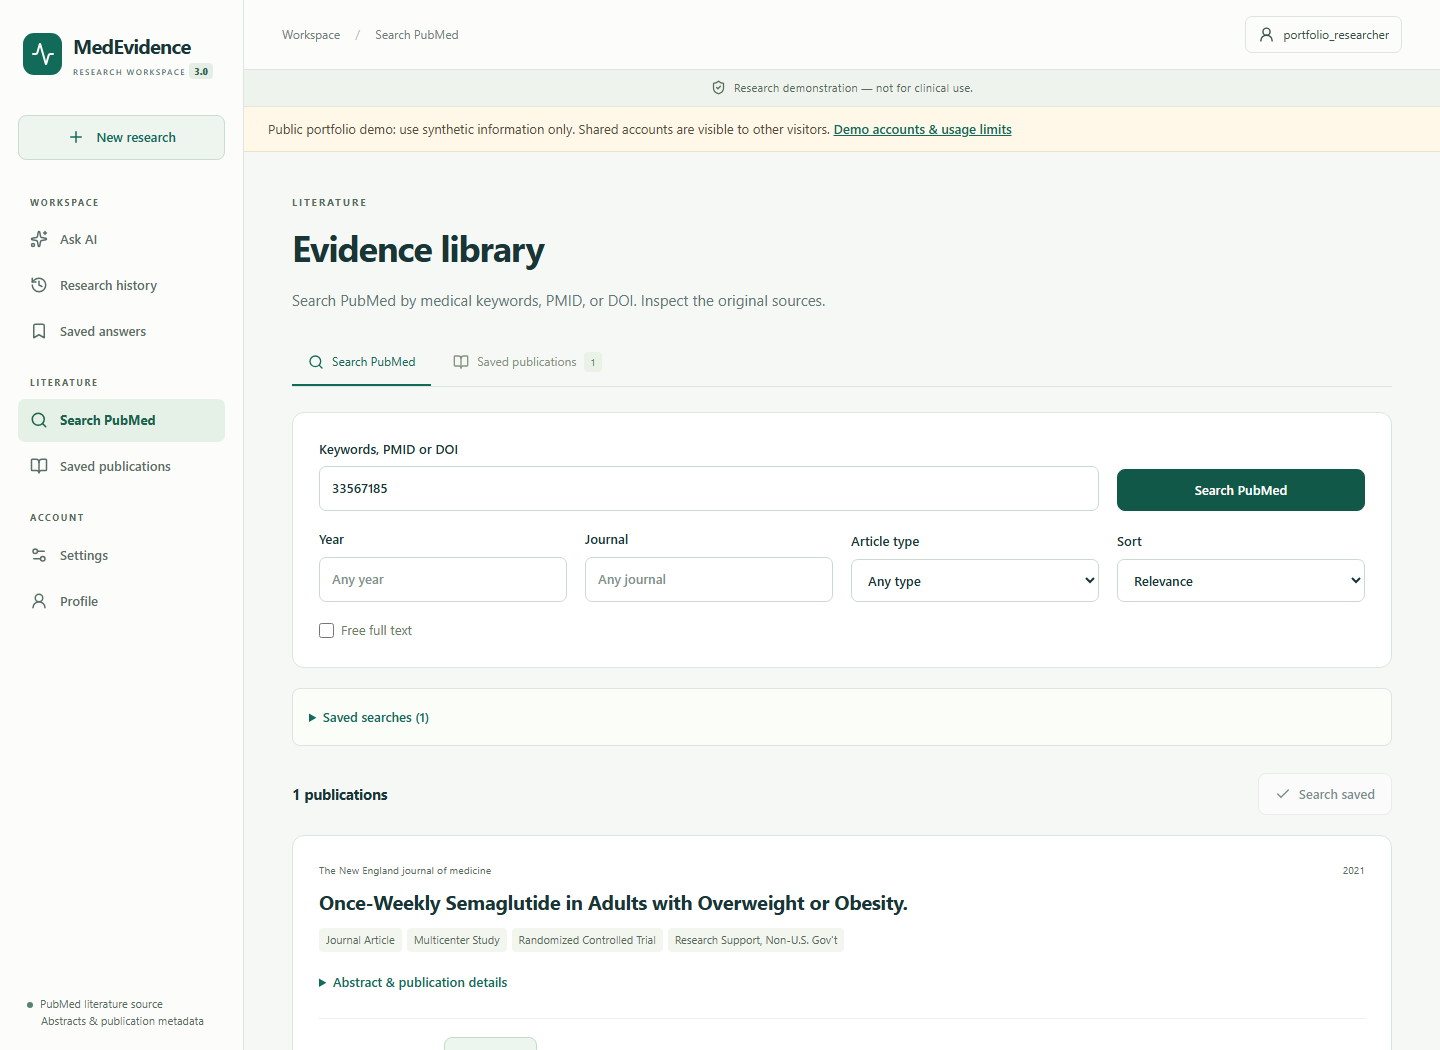 MedEvidence
RESEARCH WORKSPACE 3.0
New research
WORKSPACE
Ask AI
Research history
Saved answers
LITERATURE
Search PubMed
Saved publications
ACCOUNT
Settings
Profile
PubMed literature source
Abstracts & publication metadata
Workspace / Search PubMed
portfolio_researcher
Research demonstration — not for clinical use.
Public portfolio demo: use synthetic information only. Shared accounts are visible to other visitors. Demo accounts & usage limits
LITERATURE
Evidence library
Search PubMed by medical keywords, PMID, or DOI. Inspect the original sources.
Search PubMed
Saved publications 1
Keywords, PMID or DOI
33567185
Search PubMed
Year
Journal
Article type
Sort
Any year
Any journal
Any type
Relevance
Free full text
Saved searches (1)
1 publications
Search saved
The New England journal of medicine
2021
Once-Weekly Semaglutide in Adults with Overweight or Obesity.
Journal Article
Multicenter Study
Randomized Controlled Trial
Research Support, Non-U.S. Gov't
Abstract & publication details